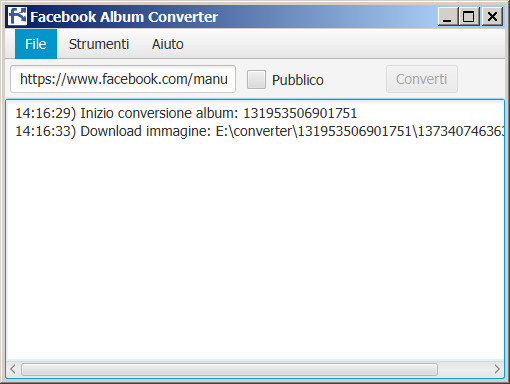 Facebook Album Converter
File Strumenti Aiuto
https://www.facebook.com/manu Pubblico Converti
14:16:29) Inizio conversione album: 131953506901751
14:16:33) Download immagine: E:\converter\131953506901751\137340746363